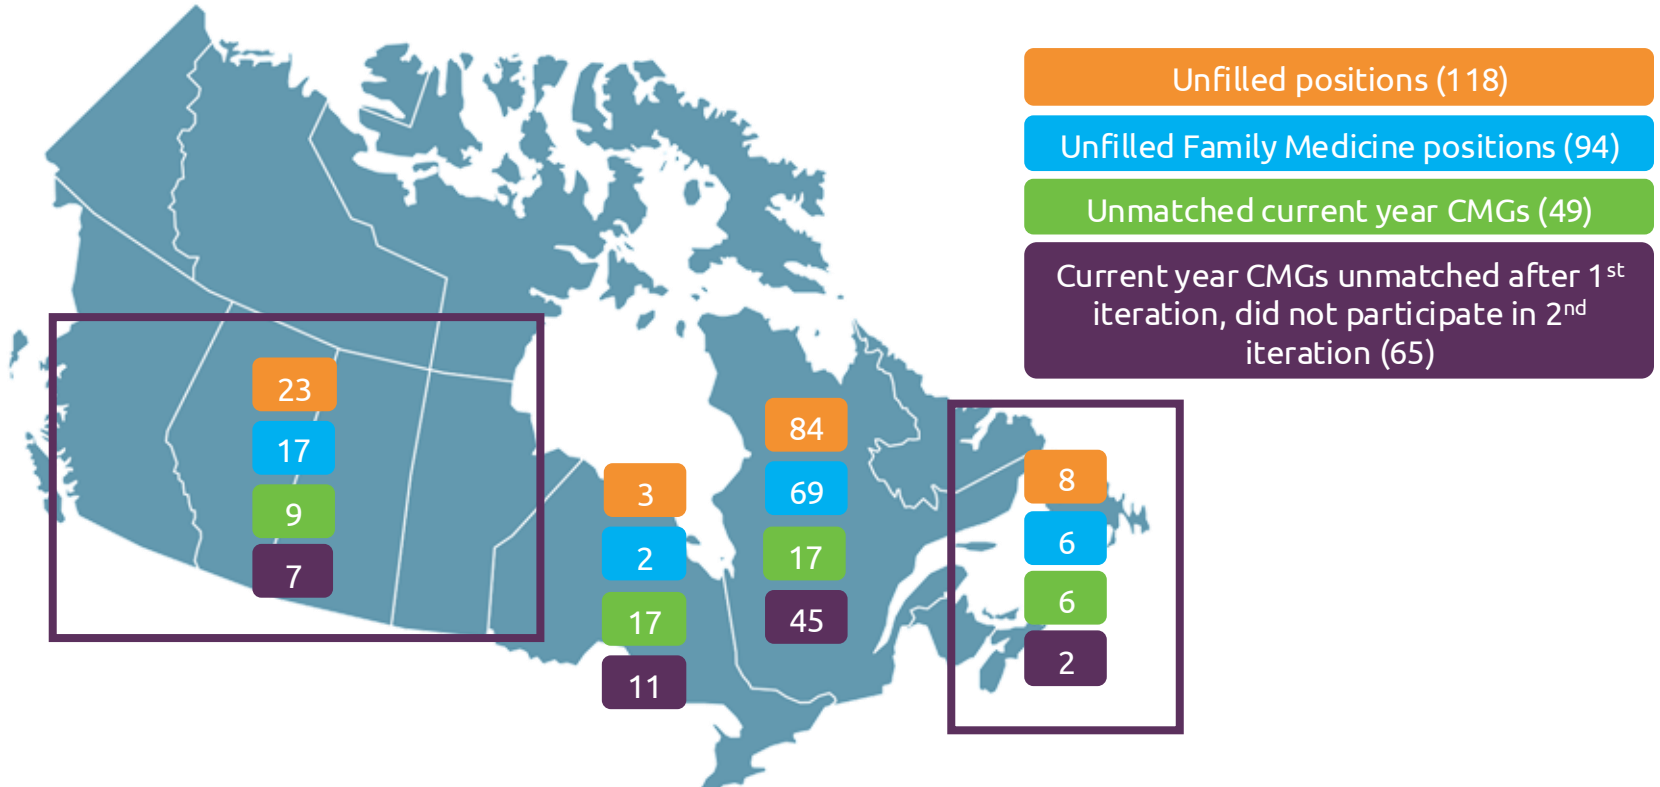 Unfilled positions (118)
Unfilled Family Medicine positions (94)
Unmatched current year CMGs (49)
Current year CMGs unmatched after 1st
iteration, did not participate in 2nd
iteration (65)
23
17
9
7
3
2
17
11
84
69
17
45
8
6
6
2